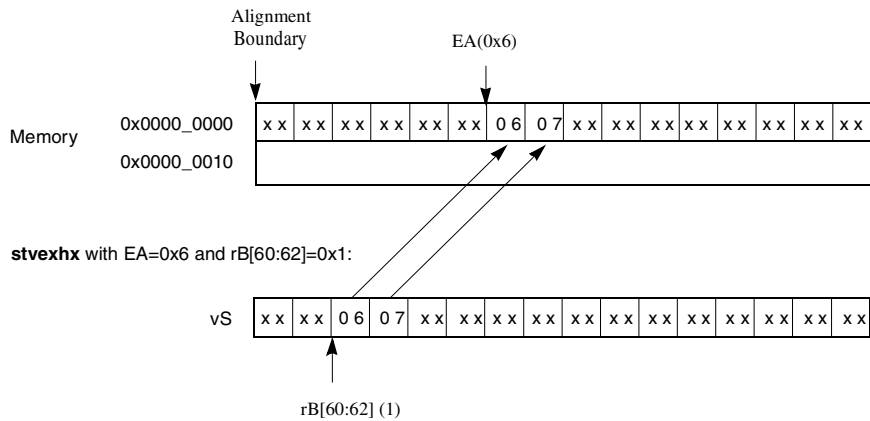 Alignment
Boundary
EA(0x6)
Memory
0x0000_0000
x x x x x x x x x x x x 0 6 0 7 x x x x x x x x x x x x x x x x
0x0000_0010
stvexhx with EA=0x6 and rB[60:62]=0x1:
vS
x x x x 0 6 0 7 x x x x x x x x x x x x x x x x x x x x x x x x
rB[60:62] (1)